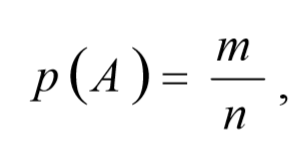 p(A) = m/n,